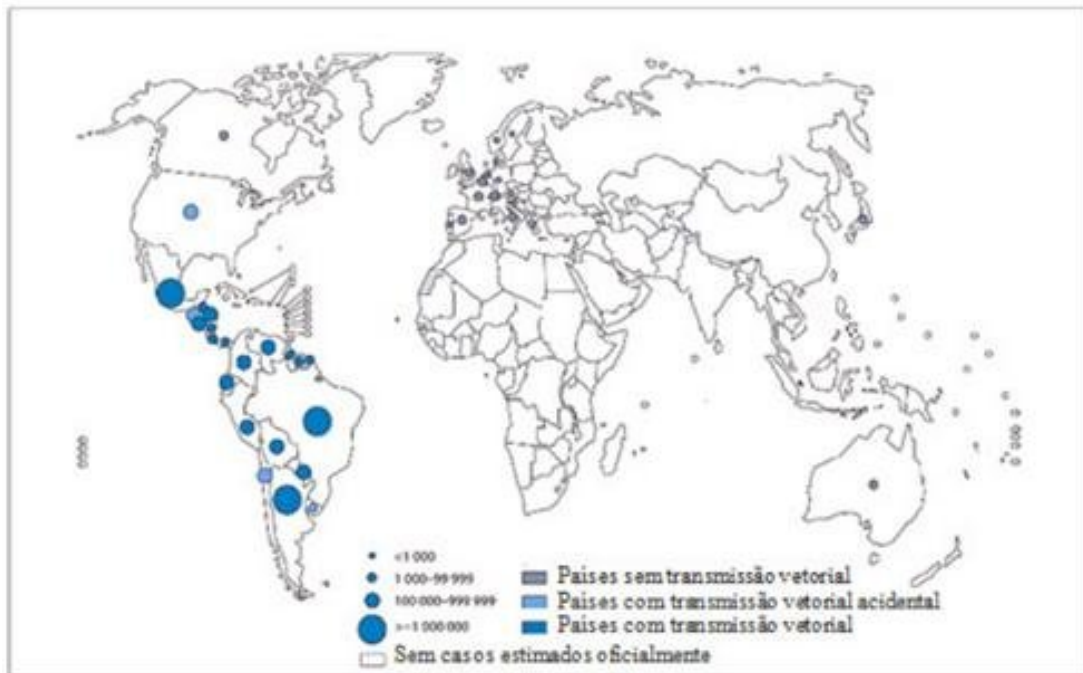 <1 000
1 000–99 999
100 000–999 999
>=1 000 000
Sem casos estimados oficialmente
Países sem transmissão vetorial
Países com transmissão vetorial acidental
Países com transmissão vetorial